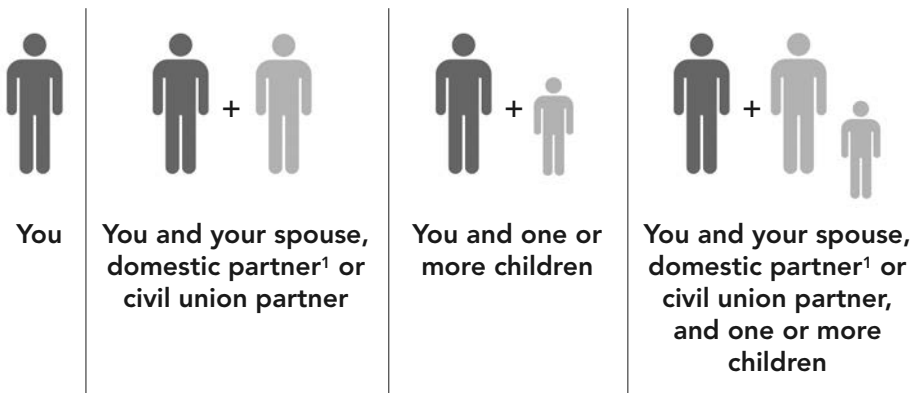 +
+
+
You
You and your spouse,
domestic partner¹ or
civil union partner
You and one or
more children
You and your spouse,
domestic partner¹ or
civil union partner,
and one or more
children